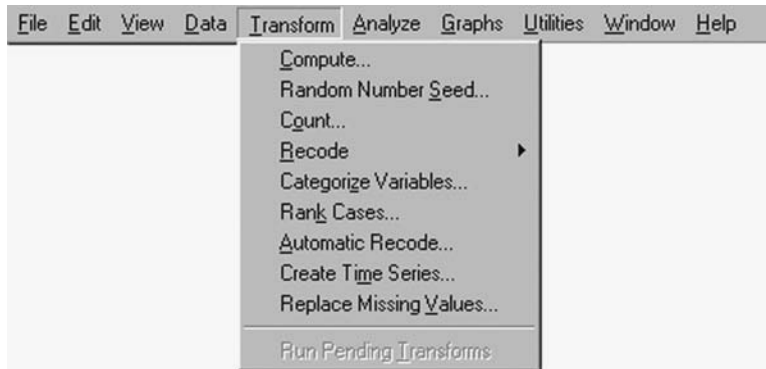 File Edit View Data Transform Analyze Graphs Utilities Window Help
Compute...
Random Number Seed...
Count...
Recode
Categorize Variables...
Rank Cases...
Automatic Recode...
Create Time Series...
Replace Missing Values...
Run Pending Transforms